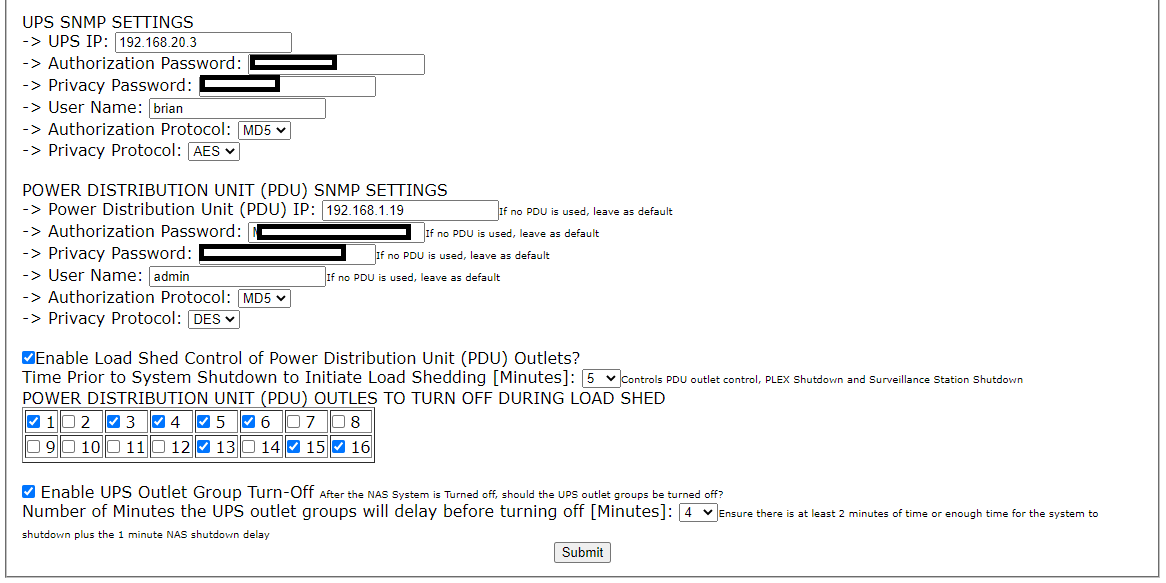 UPS SNMP SETTINGS
-> UPS IP: 192.168.20.3
-> Authorization Password:
-> Privacy Password:
-> User Name: brian
-> Authorization Protocol: MD5
-> Privacy Protocol: AES
POWER DISTRIBUTION UNIT (PDU) SNMP SETTINGS
-> Power Distribution Unit (PDU) IP: 192.168.1.19 If no PDU is used, leave as default
-> Authorization Password: If no PDU is used, leave as default
-> Privacy Password: If no PDU is used, leave as default
-> User Name: admin If no PDU is used, leave as default
-> Authorization Protocol: MD5
-> Privacy Protocol: DES
Enable Load Shed Control of Power Distribution Unit (PDU) Outlets?
Time Prior to System Shutdown to Initiate Load Shedding [Minutes]: 5 Controls PDU outlet control, PLEX Shutdown and Surveillance Station Shutdown
POWER DISTRIBUTION UNIT (PDU) OUTLES TO TURN OFF DURING LOAD SHED
1 2 3 4 5 6 7 8
9 10 11 12 13 14 15 16
Enable UPS Outlet Group Turn-Off After the NAS System is Turned off, should the UPS outlet groups be turned off?
Number of Minutes the UPS outlet groups will delay before turning off [Minutes]: 4 Ensure there is at least 2 minutes of time or enough time for the system to
shutdown plus the 1 minute NAS shutdown delay
Submit